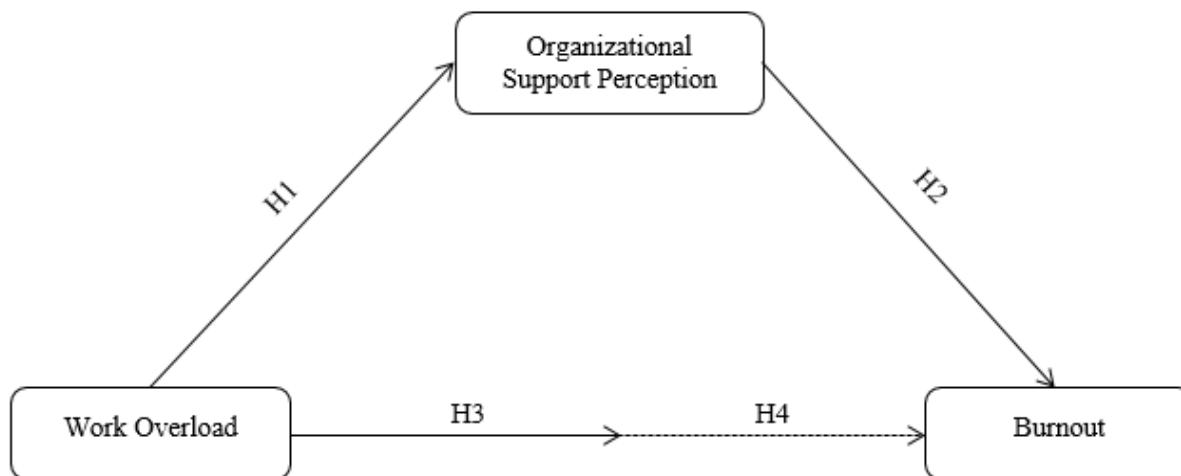 Organizational
Support Perception
H1
H2
H3
H4
Work Overload
Burnout